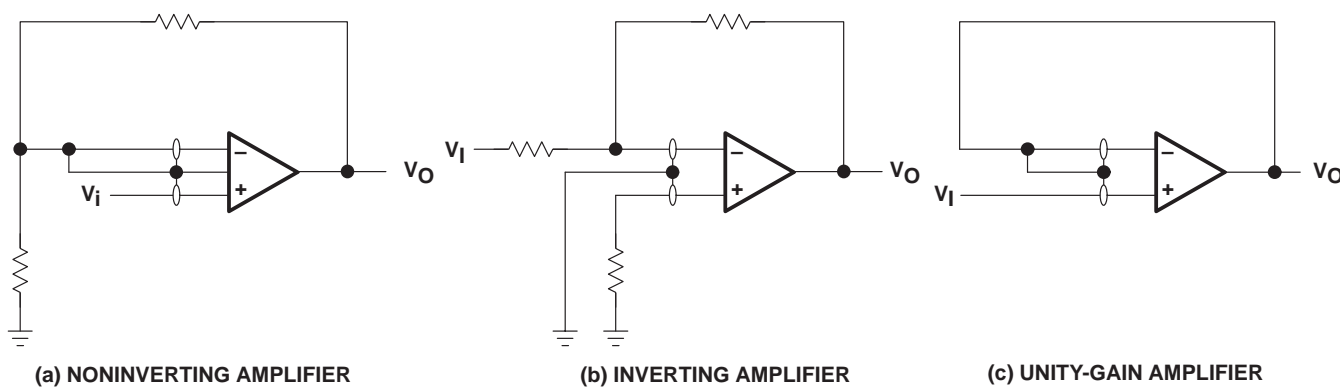 −
+
Vi
VO
(a) NONINVERTING AMPLIFIER
VI
−
+
VO
(b) INVERTING AMPLIFIER
VI
−
+
VO
(c) UNITY-GAIN AMPLIFIER